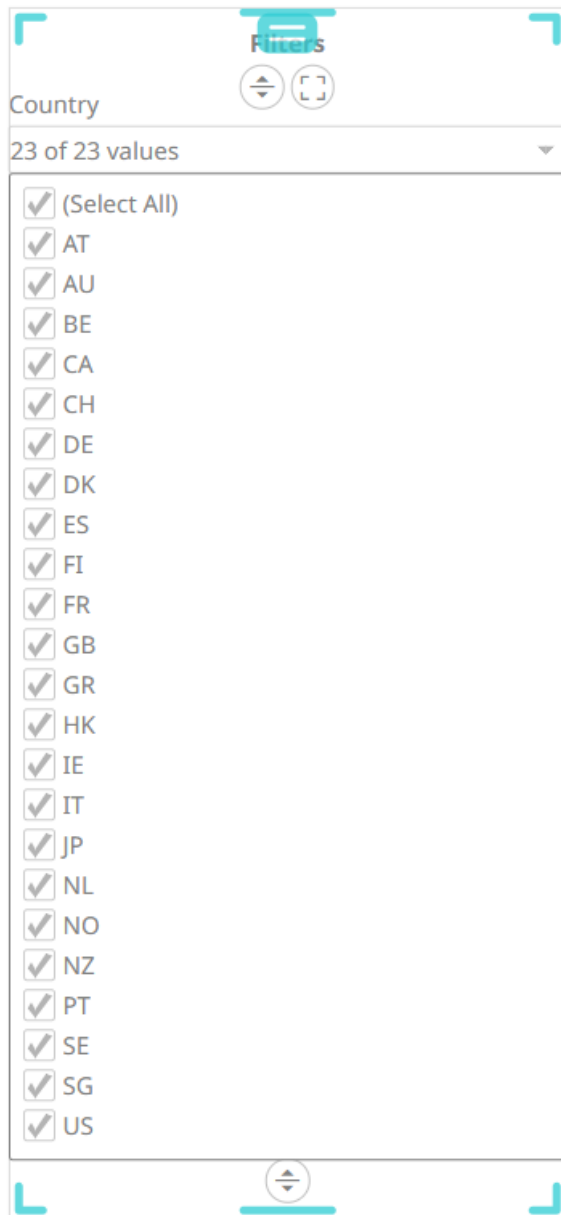 Filters
Country
23 of 23 values
(Select All)
AT
AU
BE
CA
CH
DE
DK
ES
FI
FR
GB
GR
HK
IE
IT
JP
NL
NO
NZ
PT
SE
SG
US